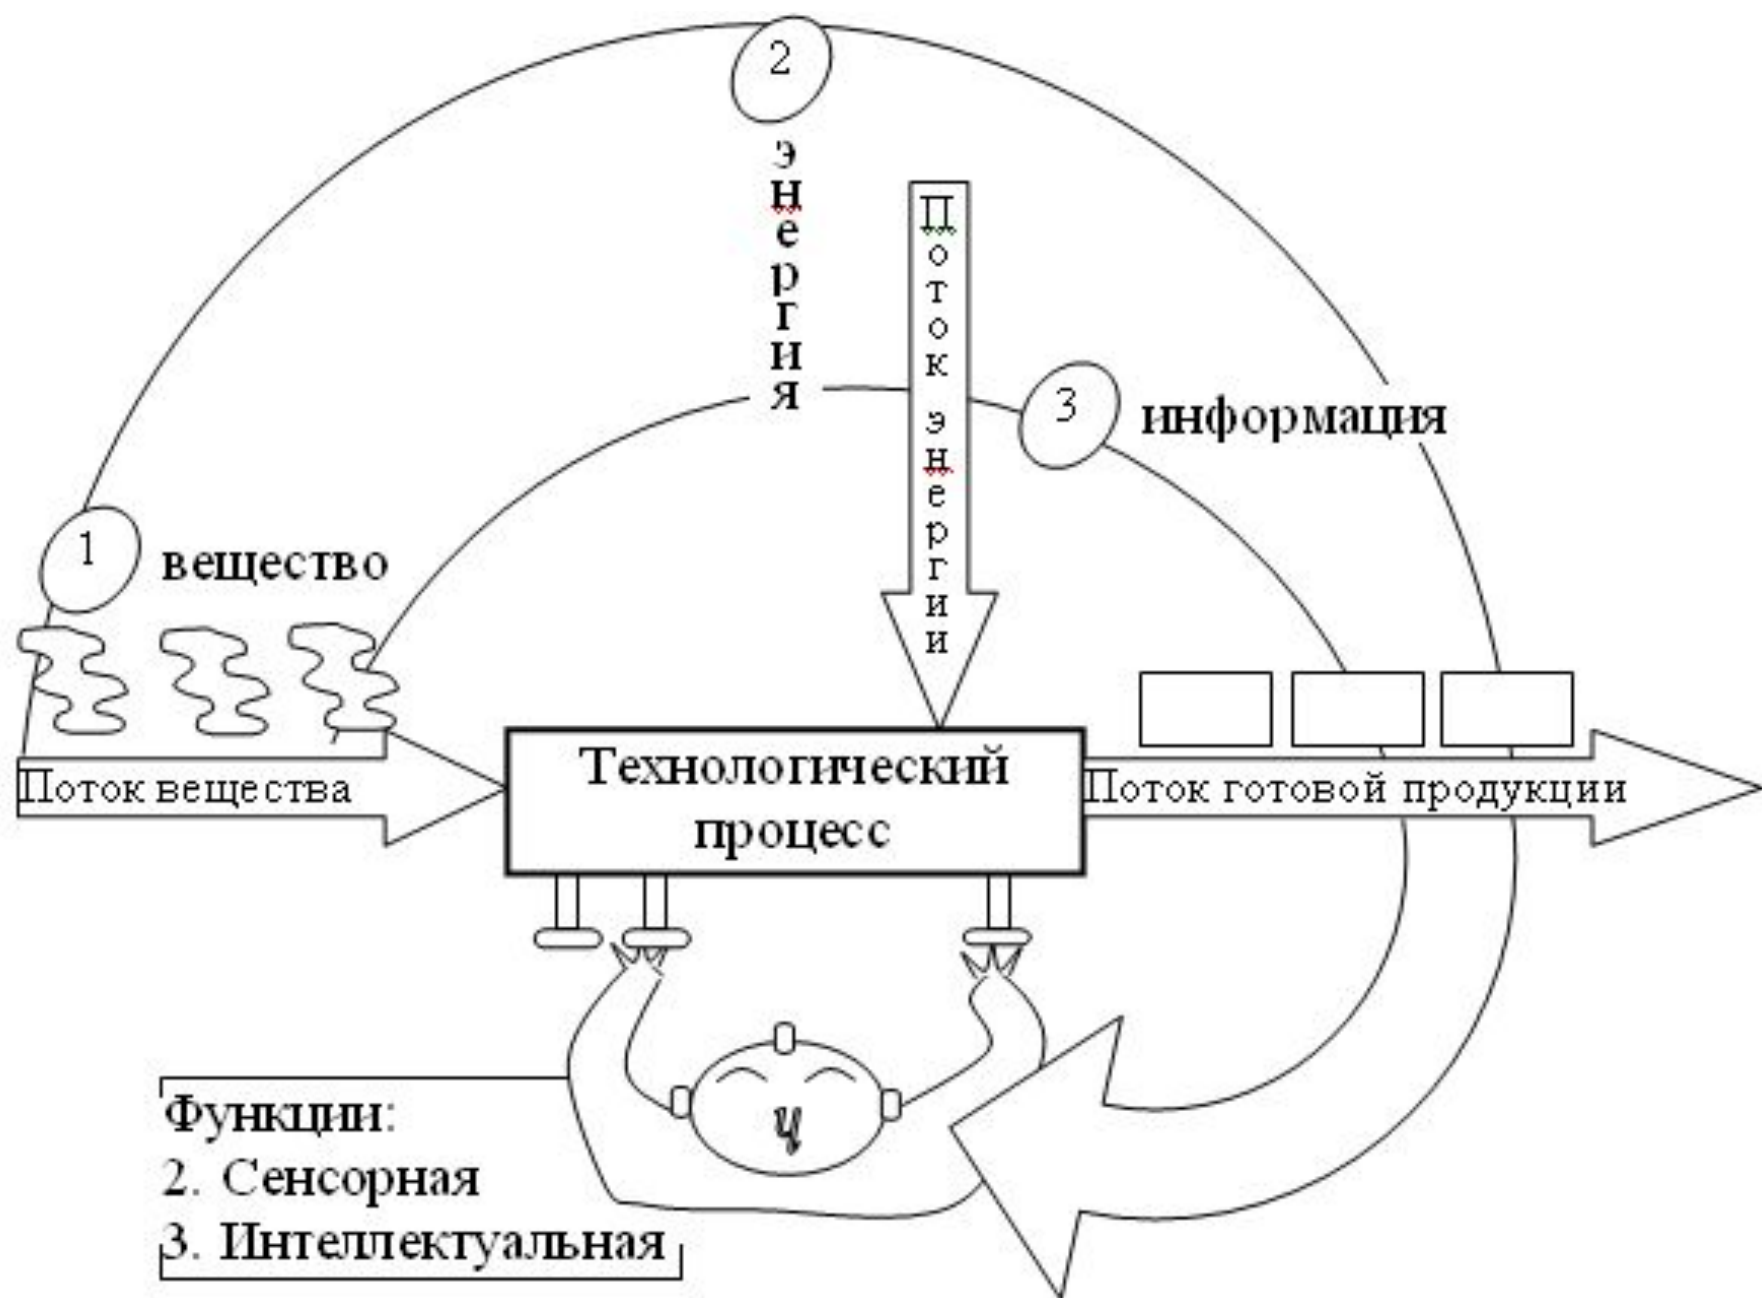 2
энергия
Поток энергии
3
информация
1
вещество
Технологический
процесс
Поток вещества
Поток готовой продукции
Функции:
2. Сенсорная
3. Интеллектуальная